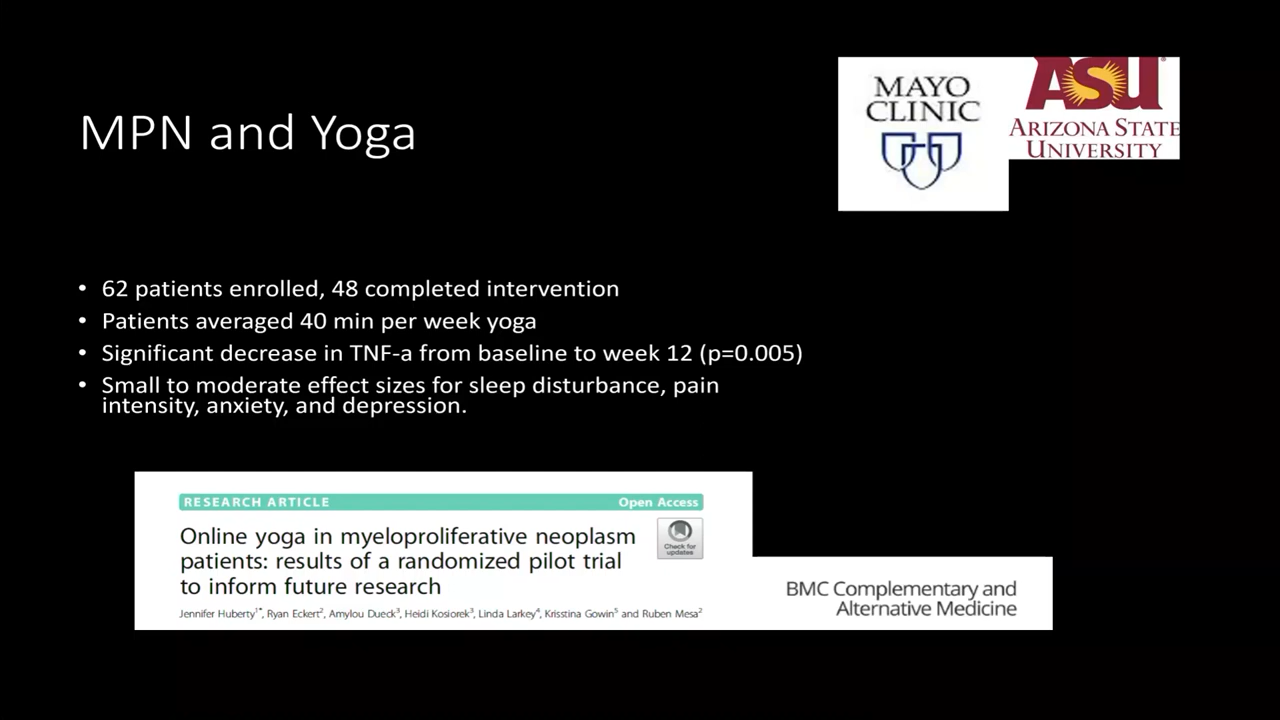 MPN and Yoga
MAYO
CLINIC
ASU
ARIZONA STATE
UNIVERSITY
• 62 patients enrolled, 48 completed intervention
• Patients averaged 40 min per week yoga
• Significant decrease in TNF-a from baseline to week 12 (p=0.005)
• Small to moderate effect sizes for sleep disturbance, pain
intensity, anxiety, and depression.
RESEARCH ARTICLE
Open Access
Online yoga in myeloproliferative neoplasm
patients: results of a randomized pilot trial
to inform future research
Check for
updates
Jennifer Huberty1*, Ryan Eckert2, Amylou Dueck3, Heidi Kosiorek3, Linda Larkey4, Krisstina Gowin5 and Ruben Mesa2
BMC Complementary and
Alternative Medicine